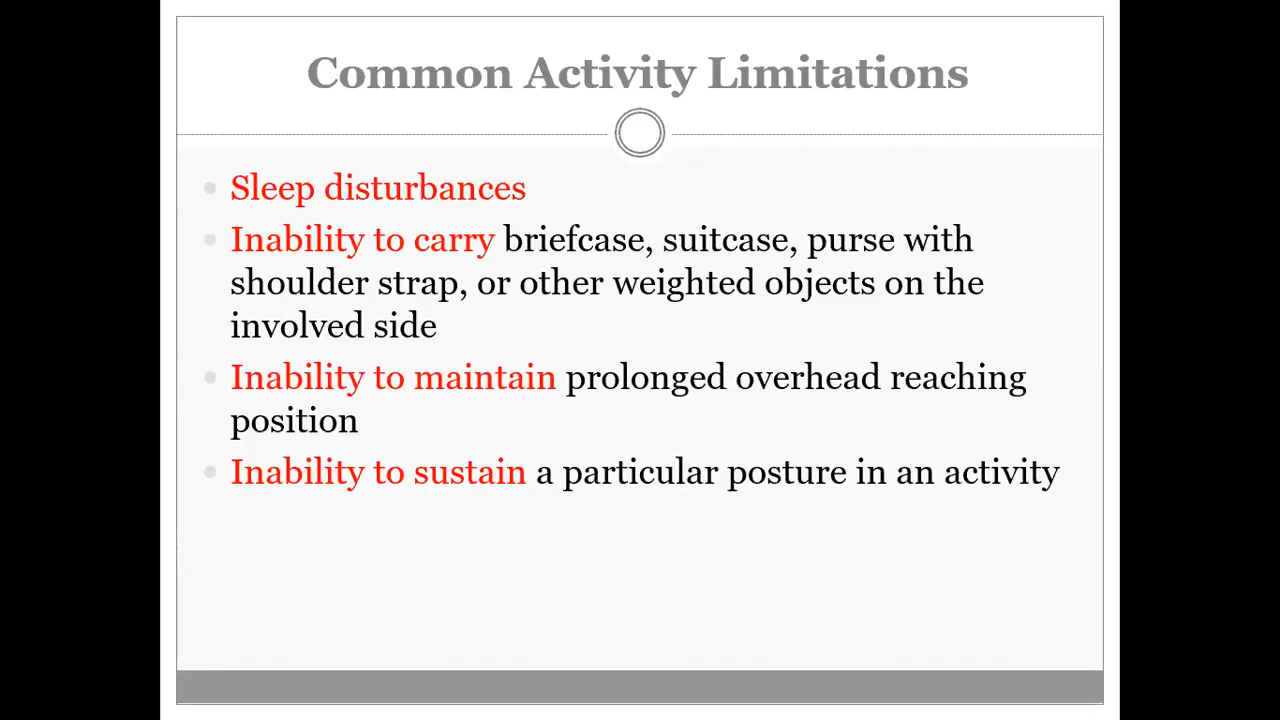 Common Activity Limitations
Sleep disturbances
Inability to carry briefcase, suitcase, purse with
shoulder strap, or other weighted objects on the
involved side
Inability to maintain prolonged overhead reaching
position
Inability to sustain a particular posture in an activity